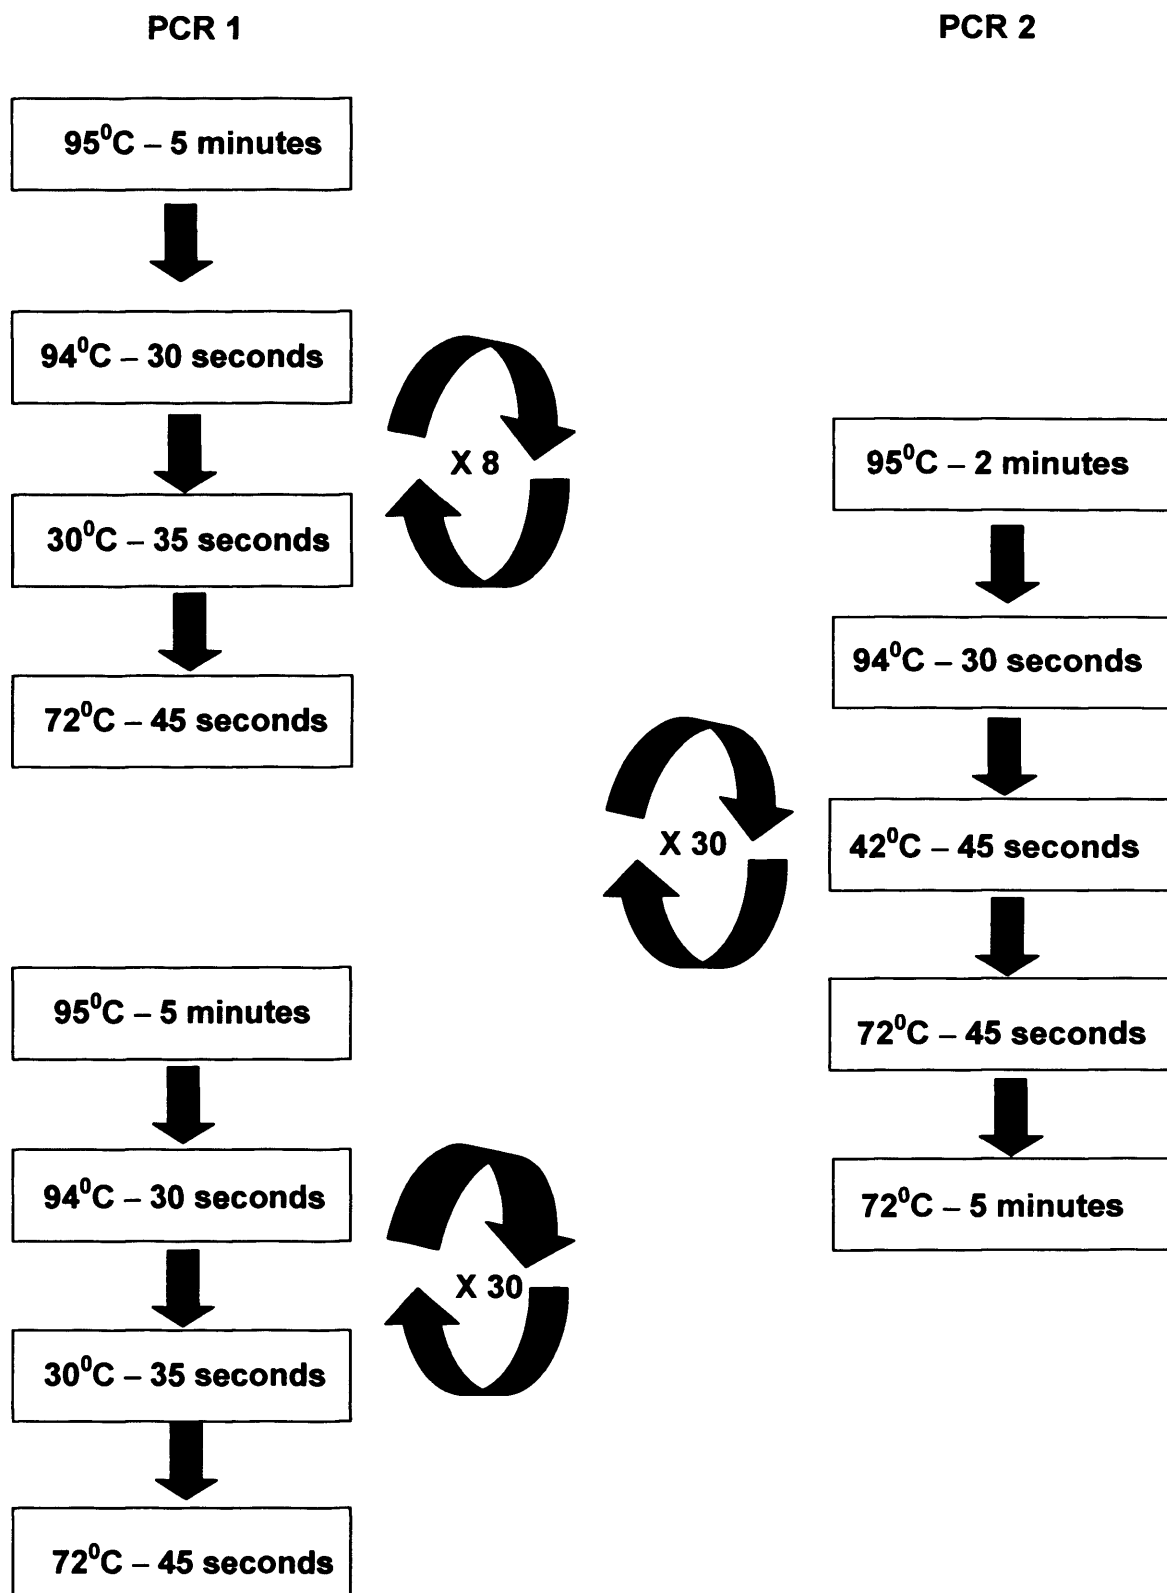 PCR 1
95⁰C – 5 minutes
94⁰C – 30 seconds
X 8
30⁰C – 35 seconds
72⁰C – 45 seconds
95⁰C – 5 minutes
94⁰C – 30 seconds
X 30
30⁰C – 35 seconds
72⁰C – 45 seconds
PCR 2
95⁰C – 2 minutes
94⁰C – 30 seconds
X 30
42⁰C – 45 seconds
72⁰C – 45 seconds
72⁰C – 5 minutes